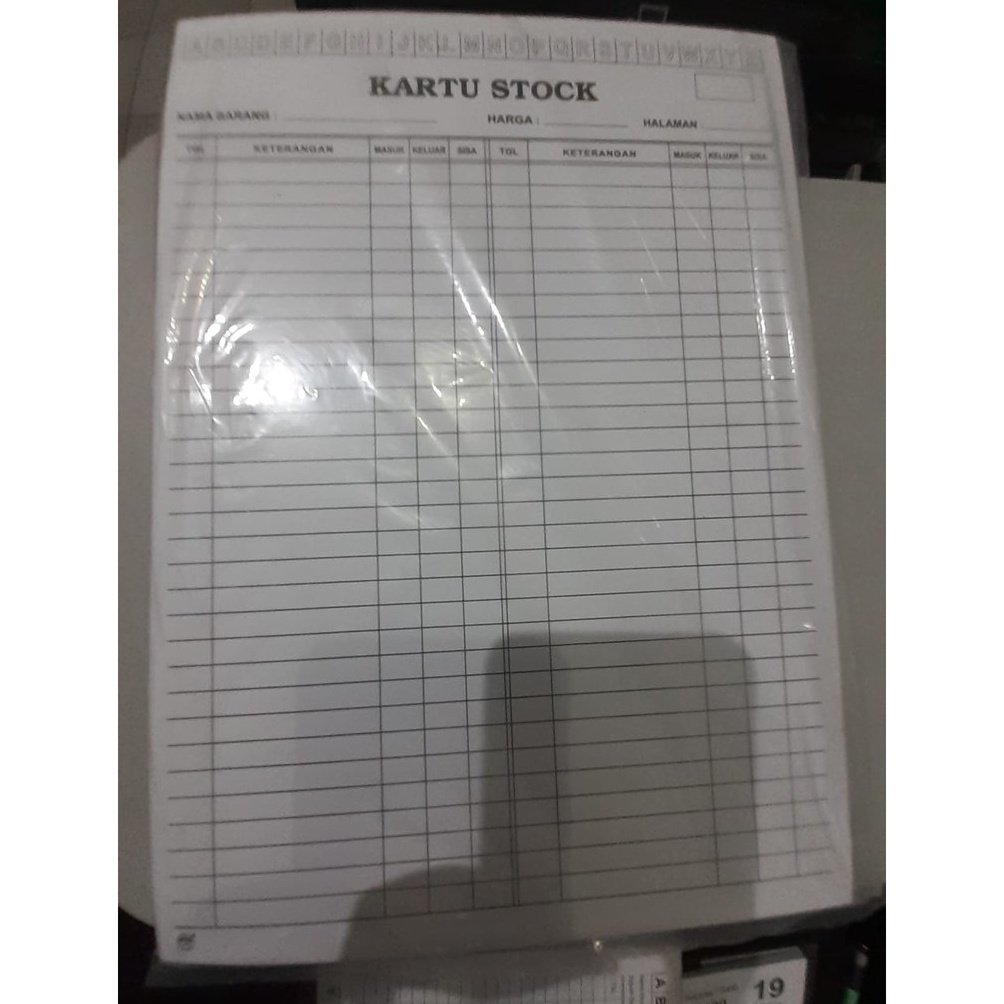 A B C D E F G H I J K L M N O P Q R S T U V W X Y Z
KARTU STOCK
NAMA BARANG : HARGA : HALAMAN
TGL KETERANGAN MASUK KELUAR SISA TGL KETERANGAN MASUK KELUAR SISA
A B
19